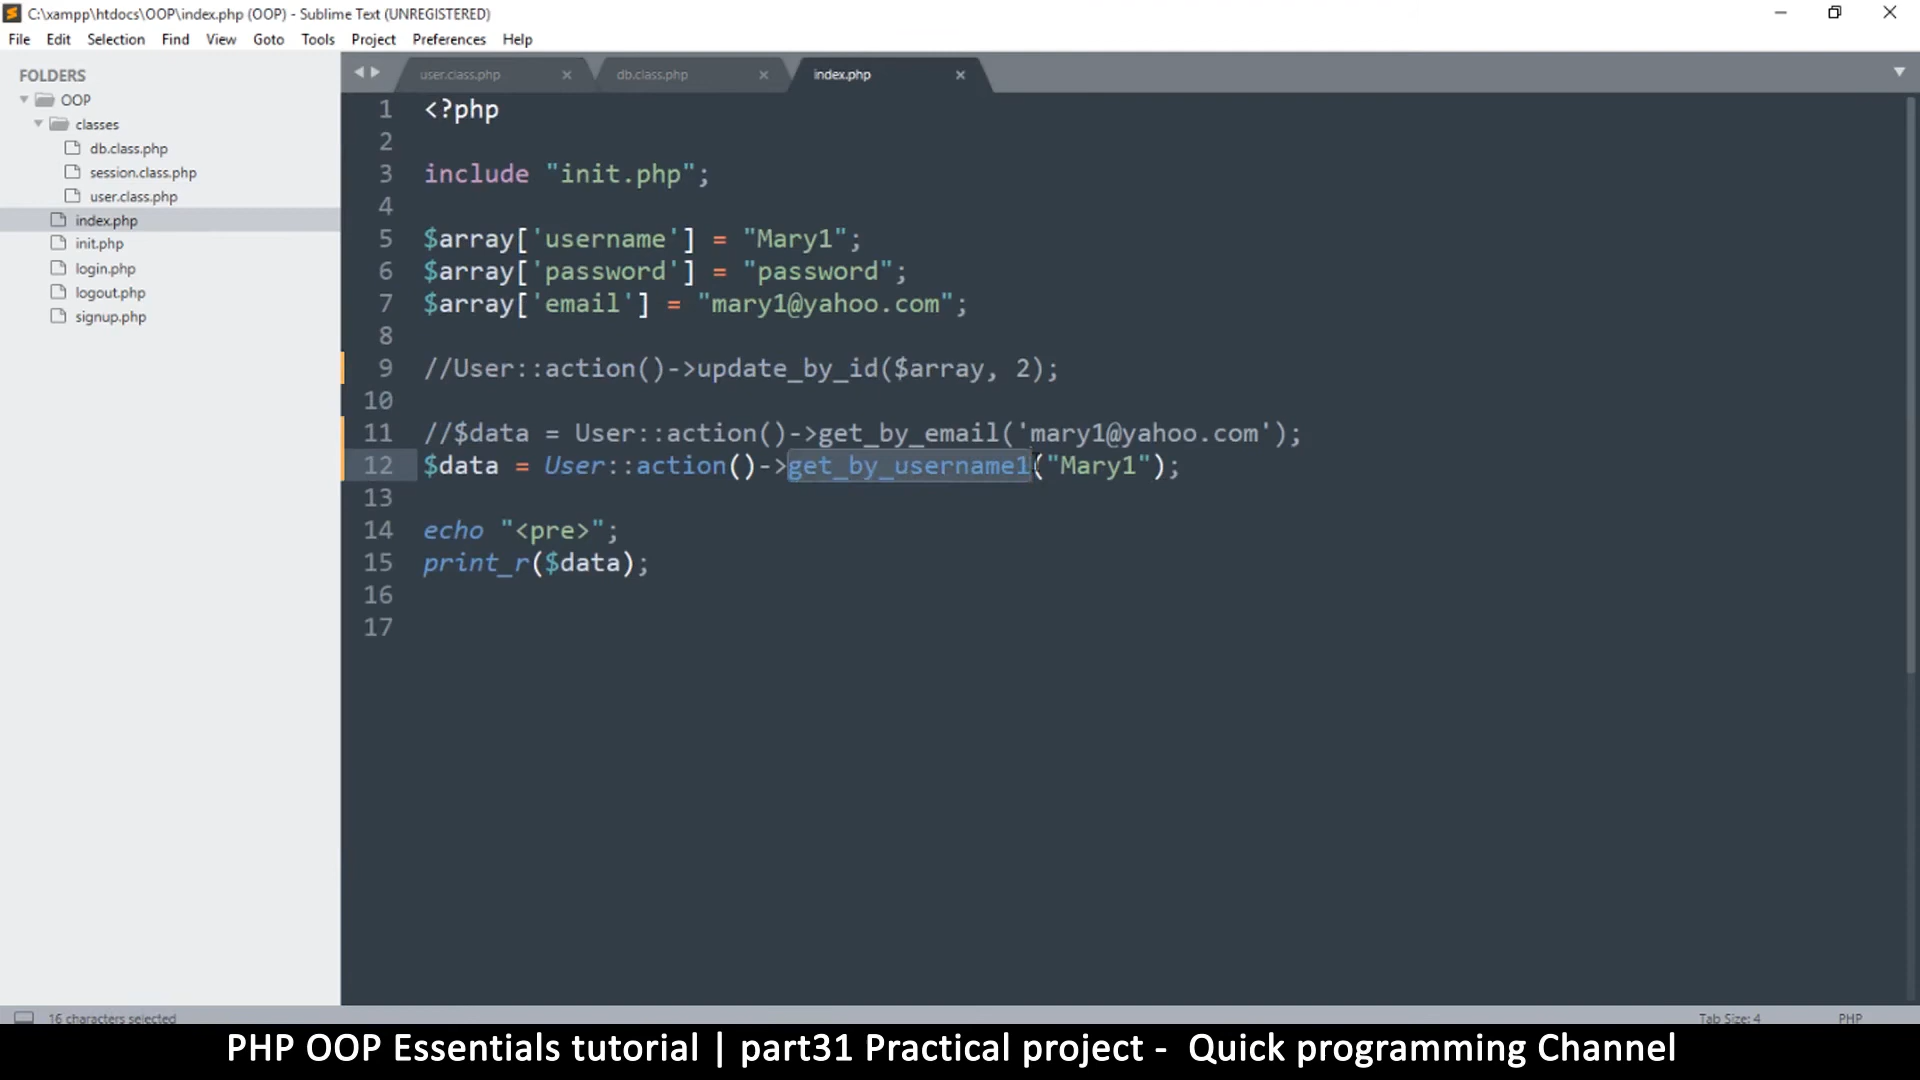 C:\xampp\htdocs\OOP\index.php (OOP) - Sublime Text (UNREGISTERED)
File Edit Selection Find View Goto Tools Project Preferences Help
FOLDERS
OOP
classes
db.class.php
session.class.php
user.class.php
index.php
init.php
login.php
logout.php
signup.php
user.class.php db.class.php index.php
1 <?php
2
3 include "init.php";
4
5 $array['username'] = "Mary1";
6 $array['password'] = "password";
7 $array['email'] = "mary1@yahoo.com";
8
9 //User::action()->update_by_id($array, 2);
10
11 //$data = User::action()->get_by_email('mary1@yahoo.com');
12 $data = User::action()->get_by_username1("Mary1");
13
14 echo "<pre>";
15 print_r($data);
16
17
16 characters selected Tab Size: 4 PHP
PHP OOP Essentials tutorial | part31 Practical project - Quick programming Channel